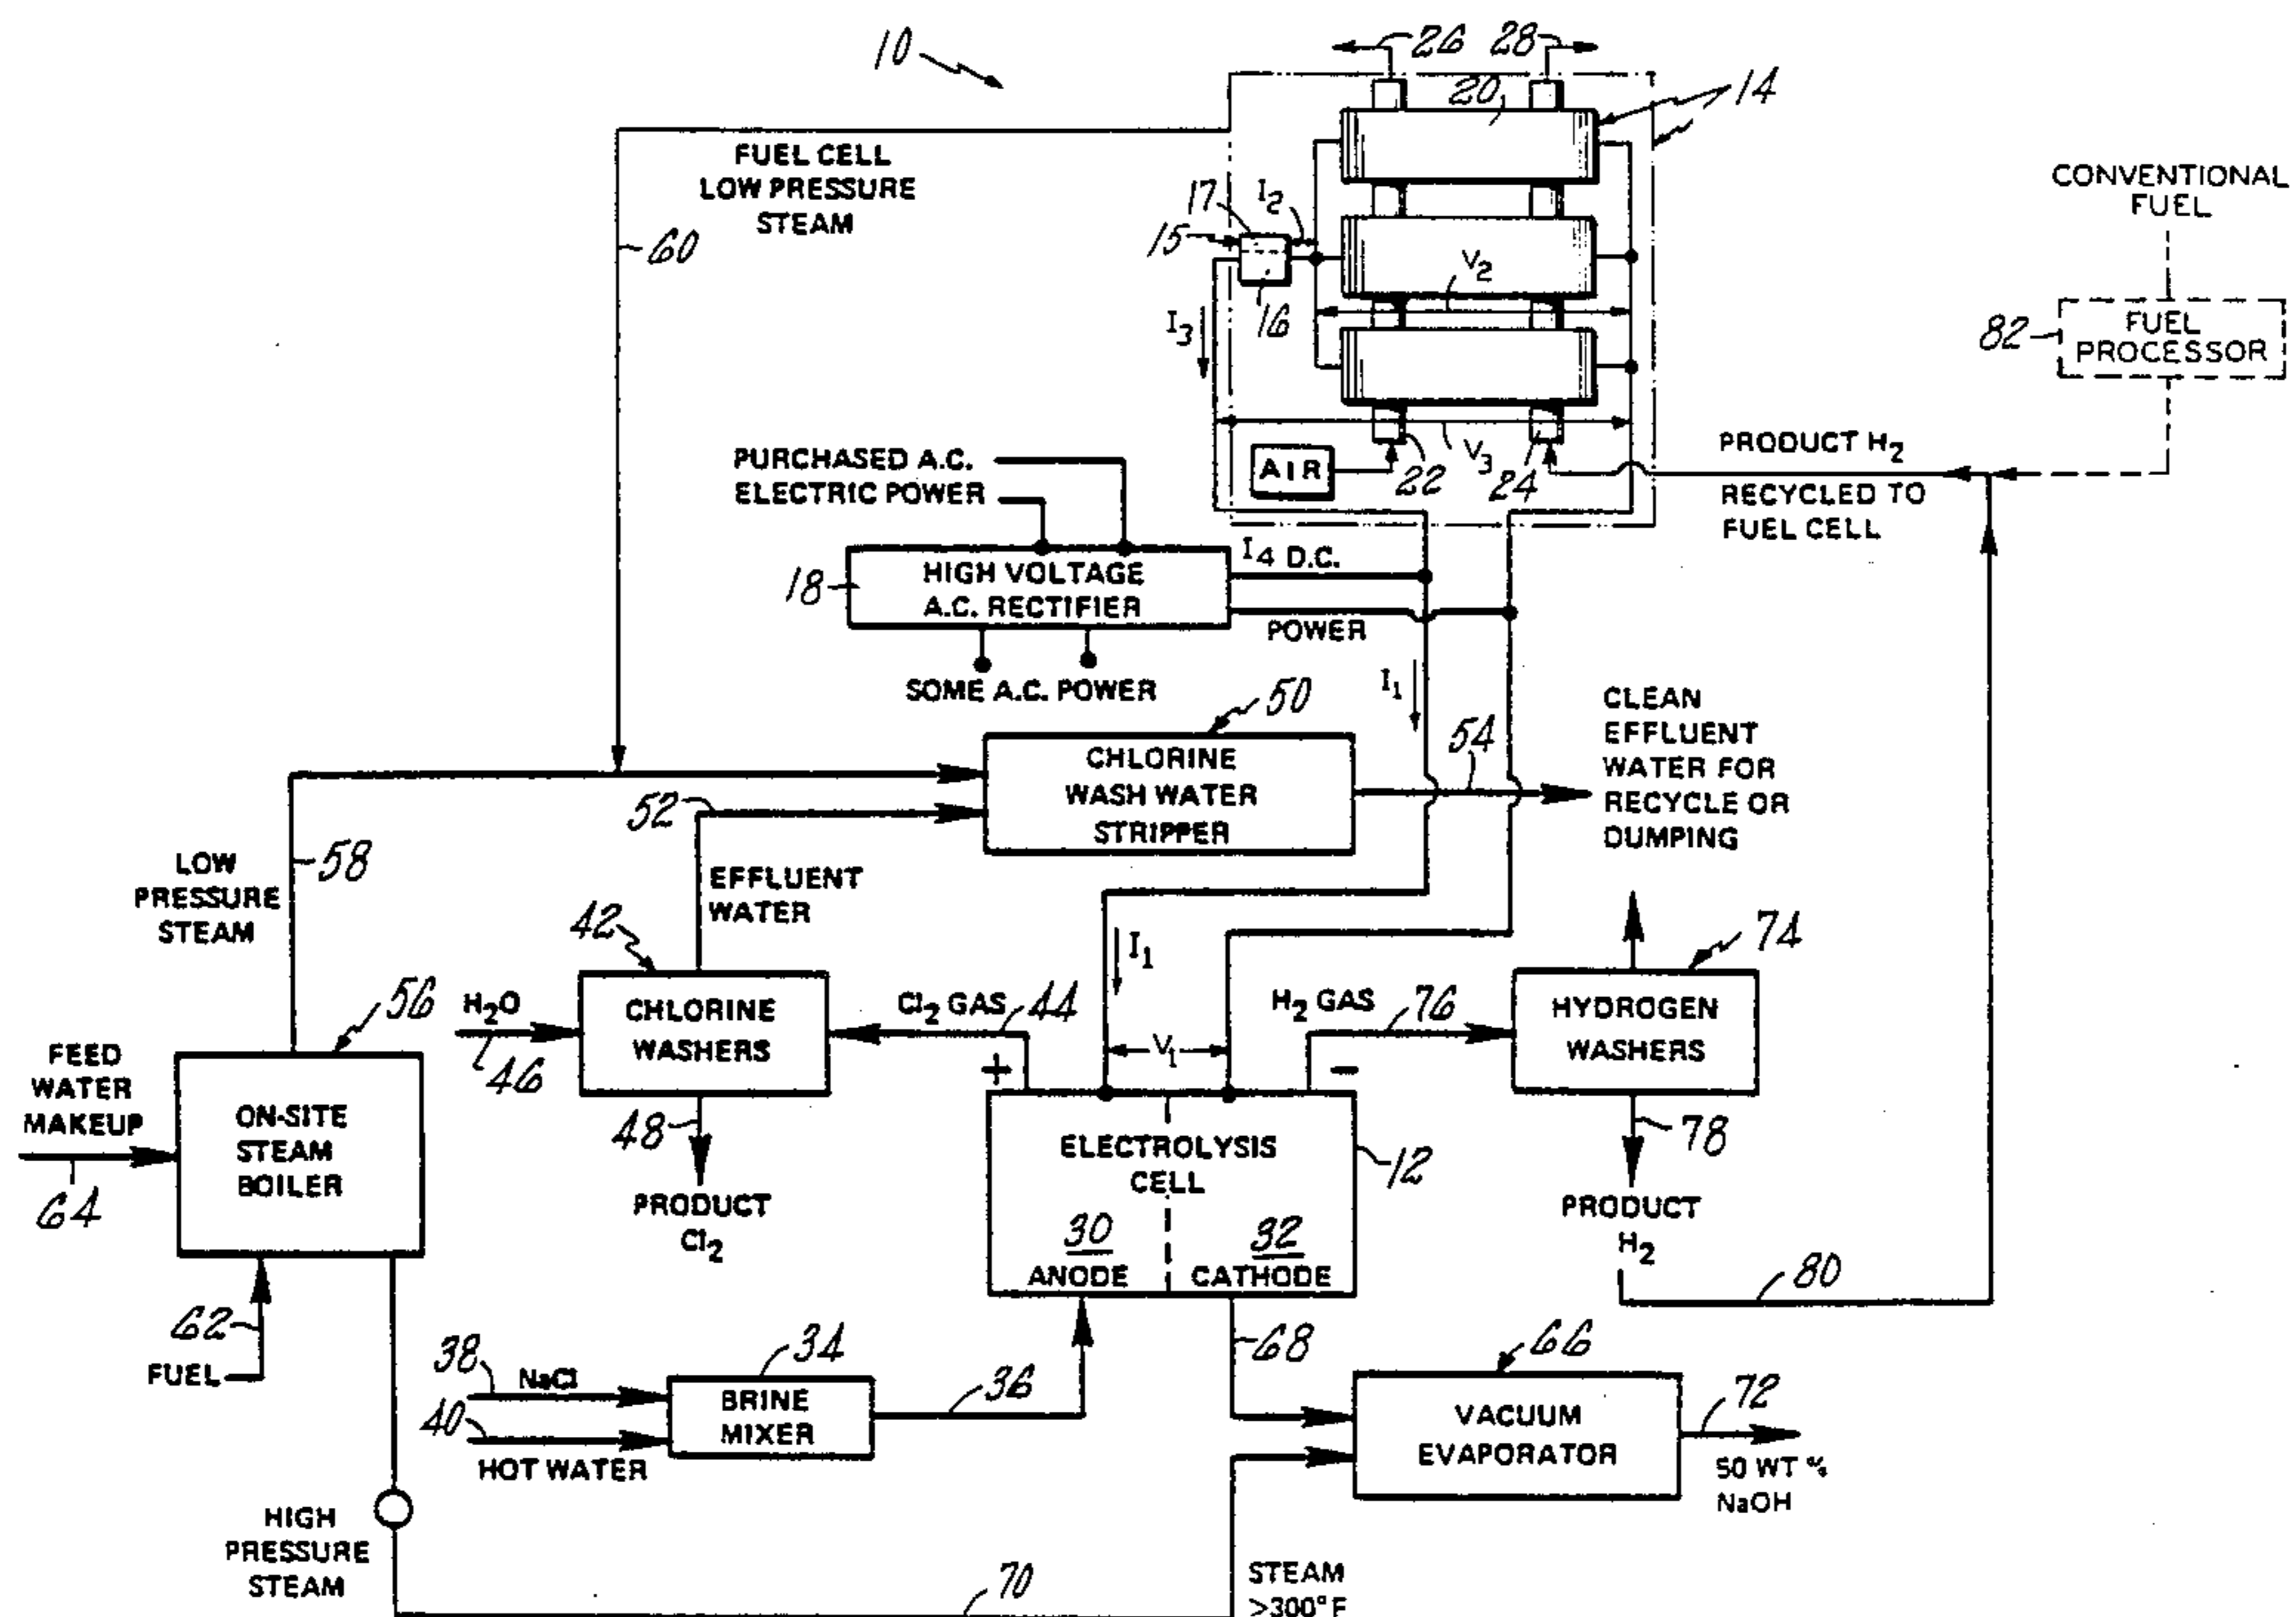 10
26
28
20
14
FUEL CELL
LOW PRESSURE
STEAM
60
17
I2
15
16
V2
I3
CONVENTIONAL
FUEL
82
FUEL
PROCESSOR
PURCHASED A.C.
ELECTRIC POWER
AIR
22
V3
24
PRODUCT H2
RECYCLED TO
FUEL CELL
18
HIGH VOLTAGE
A.C. RECTIFIER
I4 D.C.
POWER
SOME A.C. POWER
I1
50
CHLORINE
WASH WATER
STRIPPER
54
CLEAN
EFFLUENT
WATER FOR
RECYCLE OR
DUMPING
52
58
LOW
PRESSURE
STEAM
EFFLUENT
WATER
42
H2O
46
CHLORINE
WASHERS
Cl2 GAS
44
I1
V1
H2 GAS
76
74
HYDROGEN
WASHERS
56
FEED
WATER
MAKEUP
64
ON-SITE
STEAM
BOILER
48
PRODUCT
Cl2
+
−
ELECTROLYSIS
CELL
12
30
ANODE
32
CATHODE
78
PRODUCT
H2
80
62
FUEL
38
NaCl
40
HOT WATER
34
BRINE
MIXER
36
68
66
VACUUM
EVAPORATOR
72
50 WT %
NaOH
HIGH
PRESSURE
STEAM
70
STEAM
>300°F